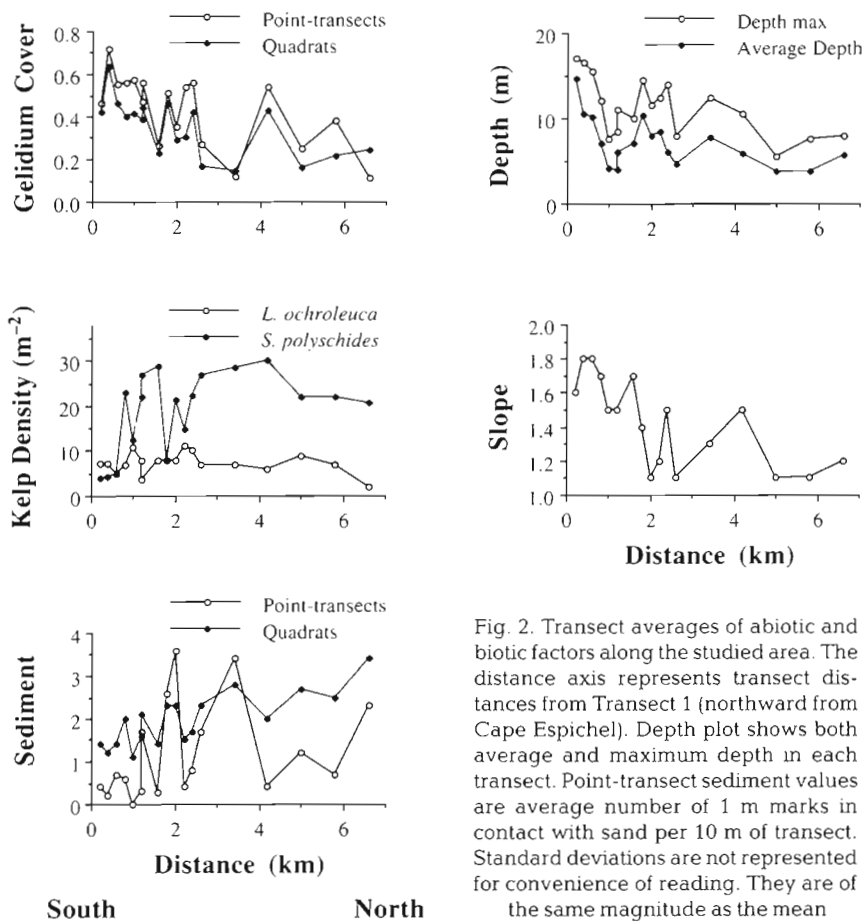 Point-transects
Quadrats
Gelidium Cover
0.8
0.6
0.4
0.2
0.0
0 2 4 6
Depth max
Average Depth
Depth (m)
20
10
0
0 2 4 6
L. ochroleuca
S. polyschides
Kelp Density (m⁻²)
30
20
10
0
0 2 4 6
Slope
2.0
1.8
1.6
1.4
1.2
1.0
0 2 4 6
Distance (km)
Point-transects
Quadrats
Sediment
4
3
2
1
0
0 2 4 6
Distance (km)
South North
Fig. 2. Transect averages of abiotic and
biotic factors along the studied area. The
distance axis represents transect dis-
tances from Transect 1 (northward from
Cape Espichel). Depth plot shows both
average and maximum depth in each
transect. Point-transect sediment values
are average number of 1 m marks in
contact with sand per 10 m of transect.
Standard deviations are not represented
for convenience of reading. They are of
the same magnitude as the mean